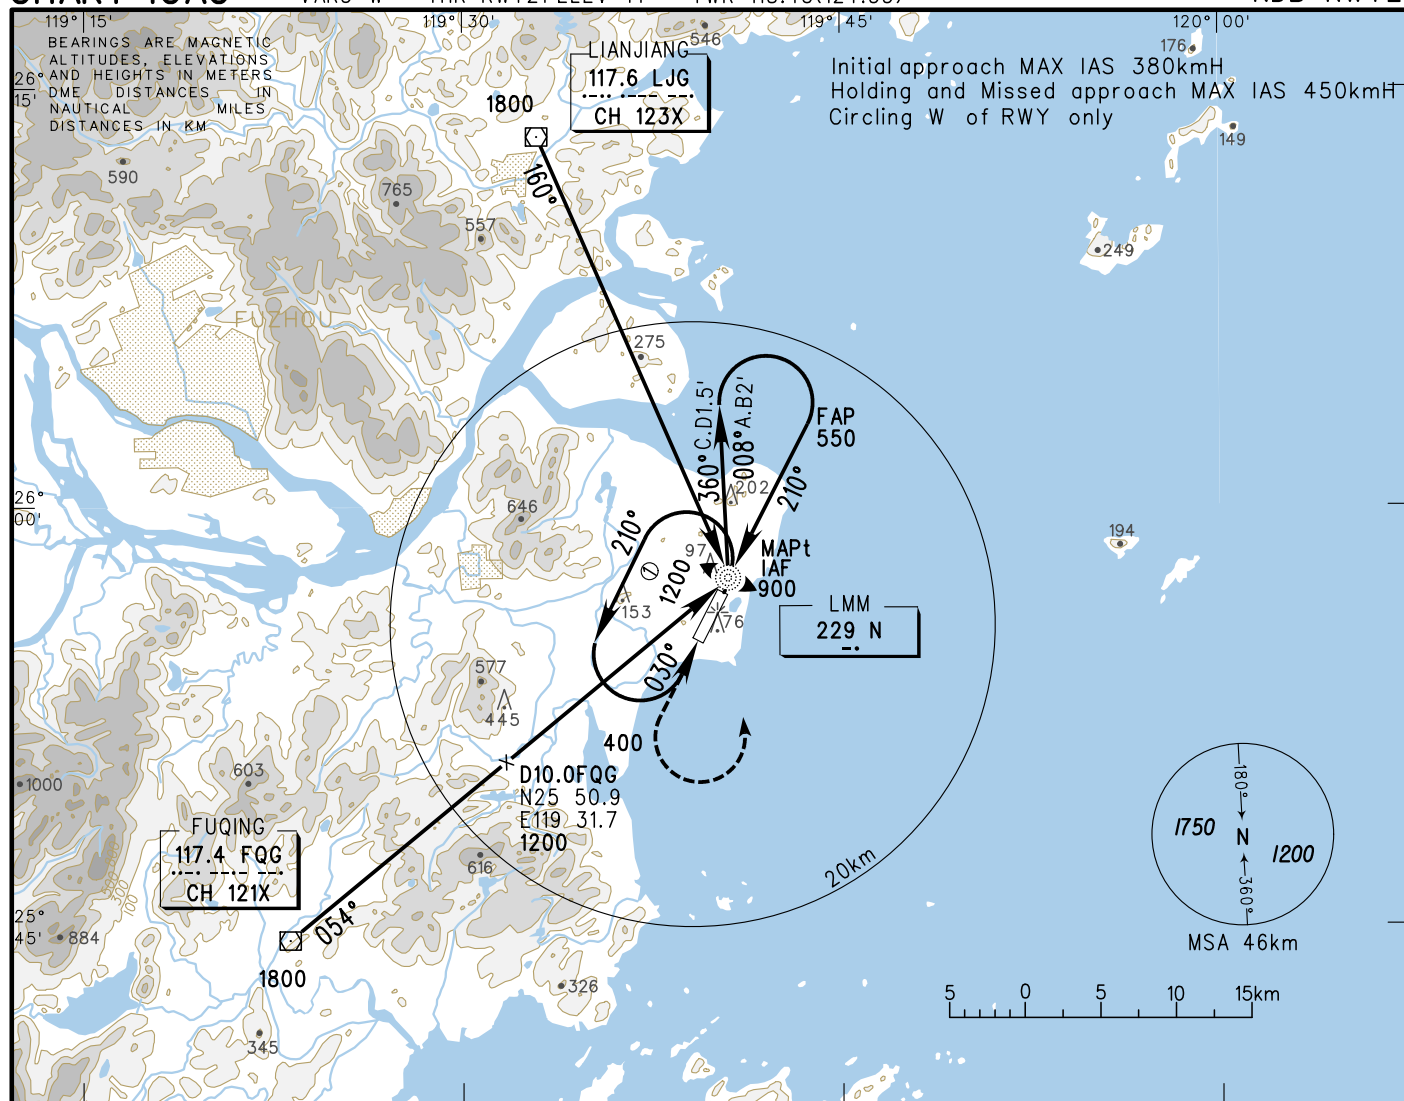 119° 15'
119° 30'
119° 45'
120° 00'
BEARINGS ARE MAGNETIC
ALTITUDES, ELEVATIONS
AND HEIGHTS IN METERS
DME DISTANCES IN
NAUTICAL MILES
DISTANCES IN KM
26°
15'
LIANJIANG
117.6 LJG
CH 123X
1800
546
Initial approach MAX IAS 380kmH
Holding and Missed approach MAX IAS 450kmH
Circling W of RWY only
176
149
590
765
557
160°
249
FUZHOU
275
360° C.D1.5'
008° A.B2'
FAP
550
210°
202
26°
00'
646
210°
97
MAPt
IAF
900
194
①
1200
153
76
LMM
229 N
030°
577
445
400
D10.0FQG
N25 50.9
E119 31.7
1200
1000
603
616
FUQING
117.4 FQG
CH 121X
300
100
054°
20km
180°
1750
N
1200
360°
MSA 46km
25°
45'
884
1800
326
345
5 0 5 10 15km